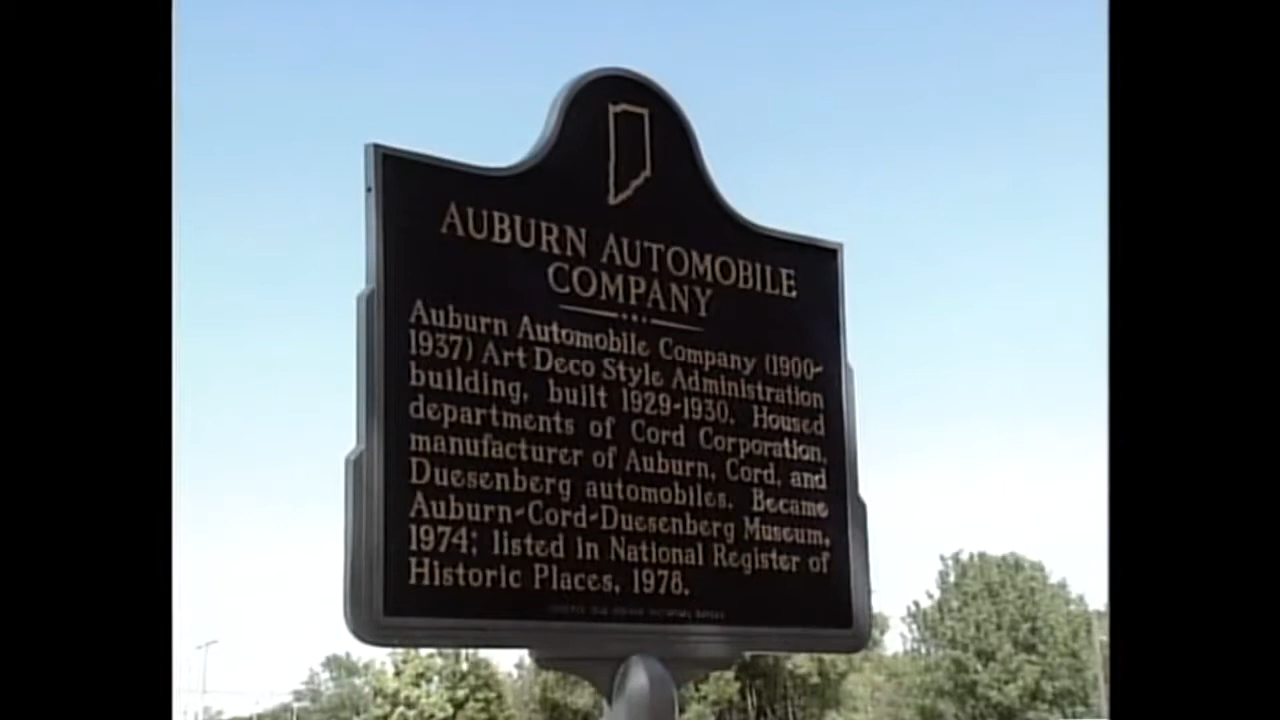 AUBURN AUTOMOBILE
COMPANY
Auburn Automobile Company (1900-
1937) Art Deco Style Administration
building, built 1929-1930. Housed
departments of Cord Corporation,
manufacturer of Auburn, Cord, and
Duesenberg automobiles. Became
Auburn-Cord-Duesenberg Museum,
1974; listed in National Register of
Historic Places, 1978.